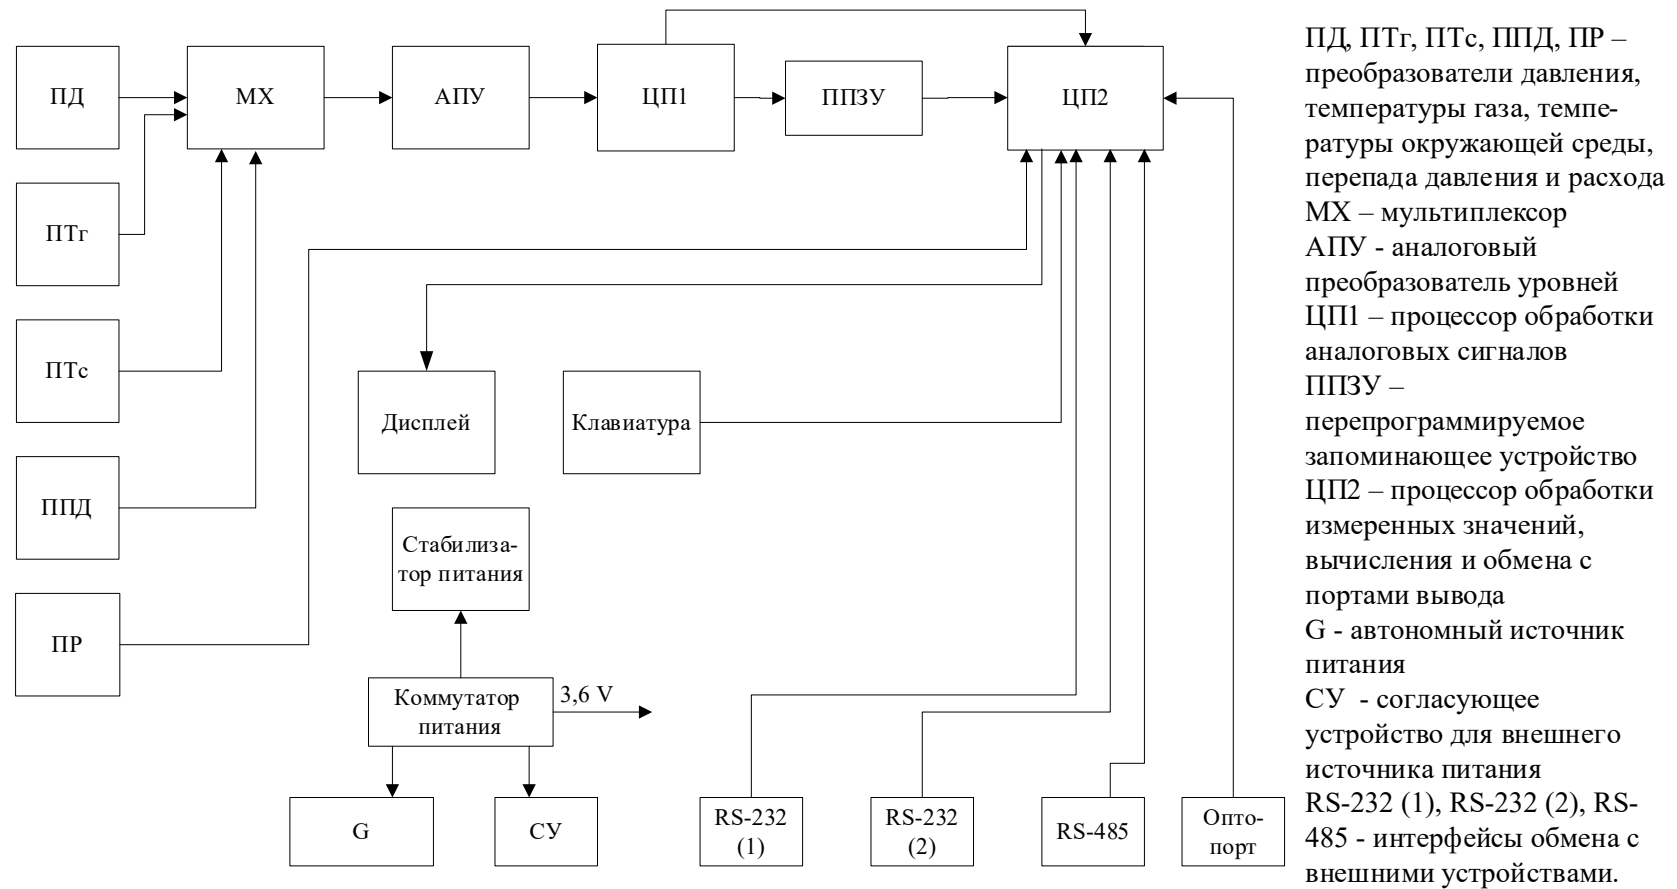 ПД
МХ
АПУ
ЦП1
ППЗУ
ЦП2
ПТг
ПТс
ППД
ПР
Дисплей
Клавиатура
Стабилиза-
тор питания
Коммутатор
питания
3,6 V
G
СУ
RS-232
(1)
RS-232
(2)
RS-485
Опто-
порт
ПД, ПТг, ПТс, ППД, ПР –
преобразователи давления,
температуры газа, темпе-
ратуры окружающей среды,
перепада давления и расхода
МХ – мультиплексор
АПУ - аналоговый
преобразователь уровней
ЦП1 – процессор обработки
аналоговых сигналов
ППЗУ –
перепрограммируемое
запоминающее устройство
ЦП2 – процессор обработки
измеренных значений,
вычисления и обмена с
портами вывода
G - автономный источник
питания
СУ  - согласующее
устройство для внешнего
источника питания
RS-232 (1), RS-232 (2), RS-
485 - интерфейсы обмена с
внешними устройствами.